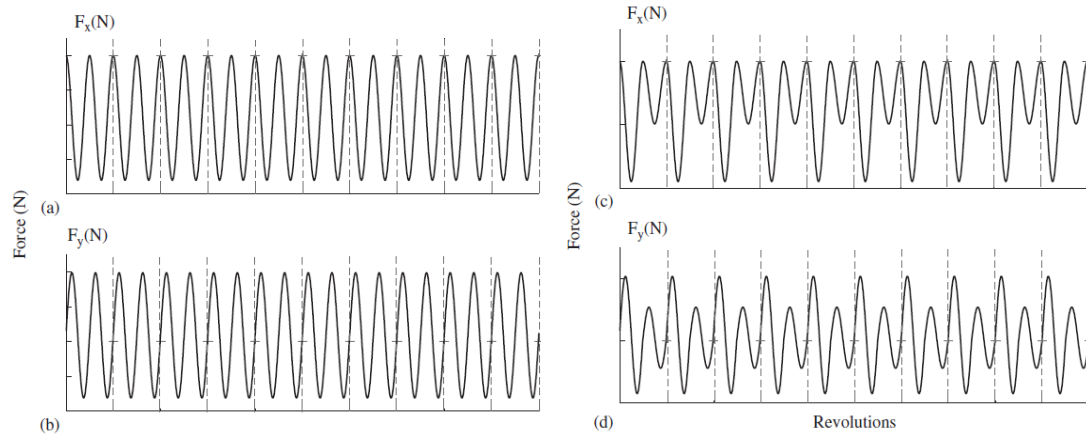 Fx(N)
(a)
Fy(N)
(b)
Force (N)
Fx(N)
(c)
Fy(N)
(d)
Force (N)
Revolutions